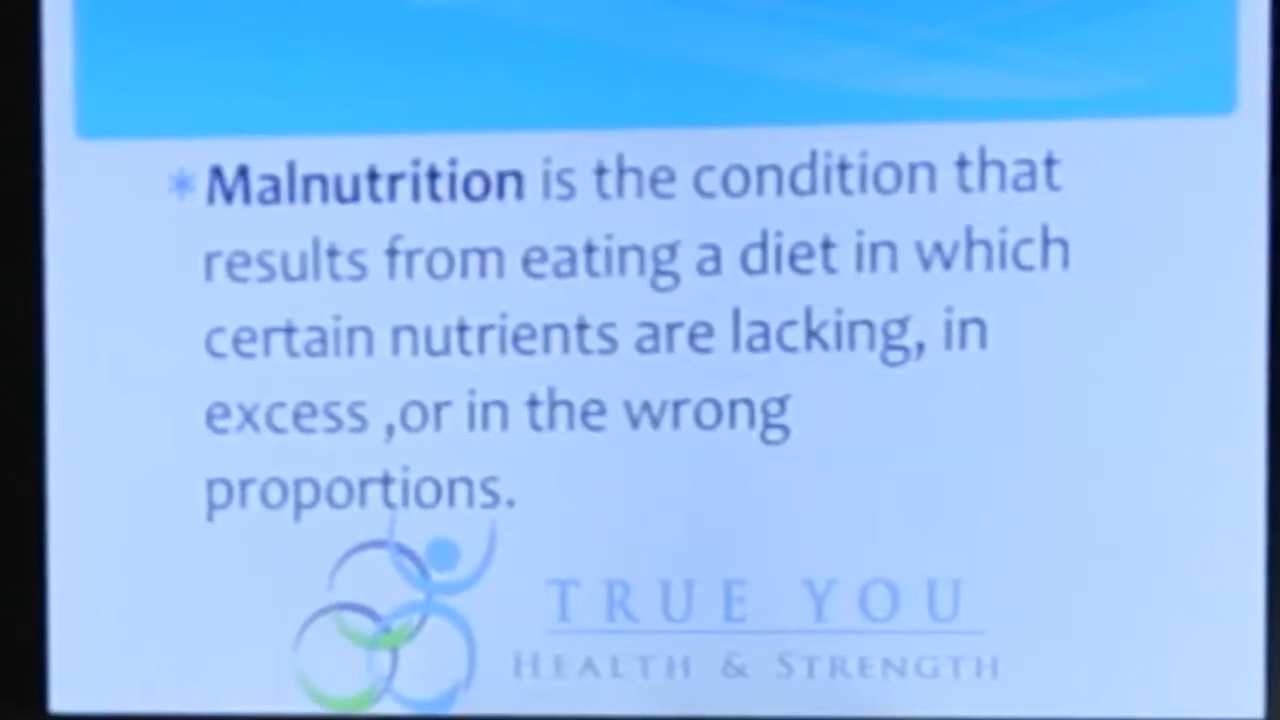 * Malnutrition is the condition that
results from eating a diet in which
certain nutrients are lacking, in
excess ,or in the wrong
proportions.
TRUE YOU
HEALTH & STRENGTH